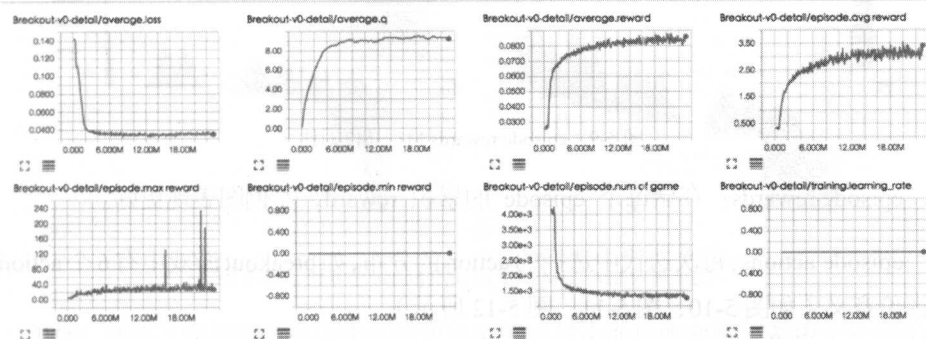 Breakout-v0-detail/average.loss
0.140
0.120
0.100
0.0800
0.0600
0.0400
0.000 6.000M 12.00M 18.00M
Breakout-v0-detail/average.q
8.00
6.00
4.00
2.00
0.00
0.000 6.000M 12.00M 18.00M
Breakout-v0-detail/average.reward
0.0800
0.0700
0.0600
0.0500
0.0400
0.0300
0.000 6.000M 12.00M 18.00M
Breakout-v0-detail/episode.avg reward
3.50
2.50
1.50
0.500
0.000 6.000M 12.00M 18.00M
Breakout-v0-detail/episode.max reward
240
200
160
120
80.0
40.0
0.00
0.000 6.000M 12.00M 18.00M
Breakout-v0-detail/episode.min reward
0.800
0.400
0.00
-0.400
-0.800
0.000 6.000M 12.00M 18.00M
Breakout-v0-detail/episode.num of game
4.00e+3
3.50e+3
3.00e+3
2.50e+3
2.00e+3
1.50e+3
0.000 6.000M 12.00M 18.00M
Breakout-v0-detail/training.learning_rate
0.800
0.400
0.00
-0.400
-0.800
0.000 6.000M 12.00M 18.00M